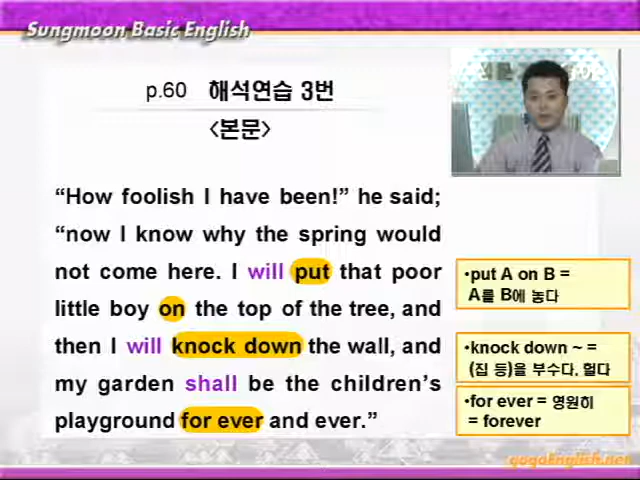 Sungmoon Basic English
p.60 해석연습 3번
<본문>
“How foolish I have been!” he said;
“now I know why the spring would
not come here. I will put that poor
little boy on the top of the tree, and
then I will knock down the wall, and
my garden shall be the children’s
playground for ever and ever.”
•put A on B =
A를 B에 놓다
•knock down ~ =
(집 등)을 부수다, 헐다
•for ever = 영원히
= forever
gogoEnglish.net